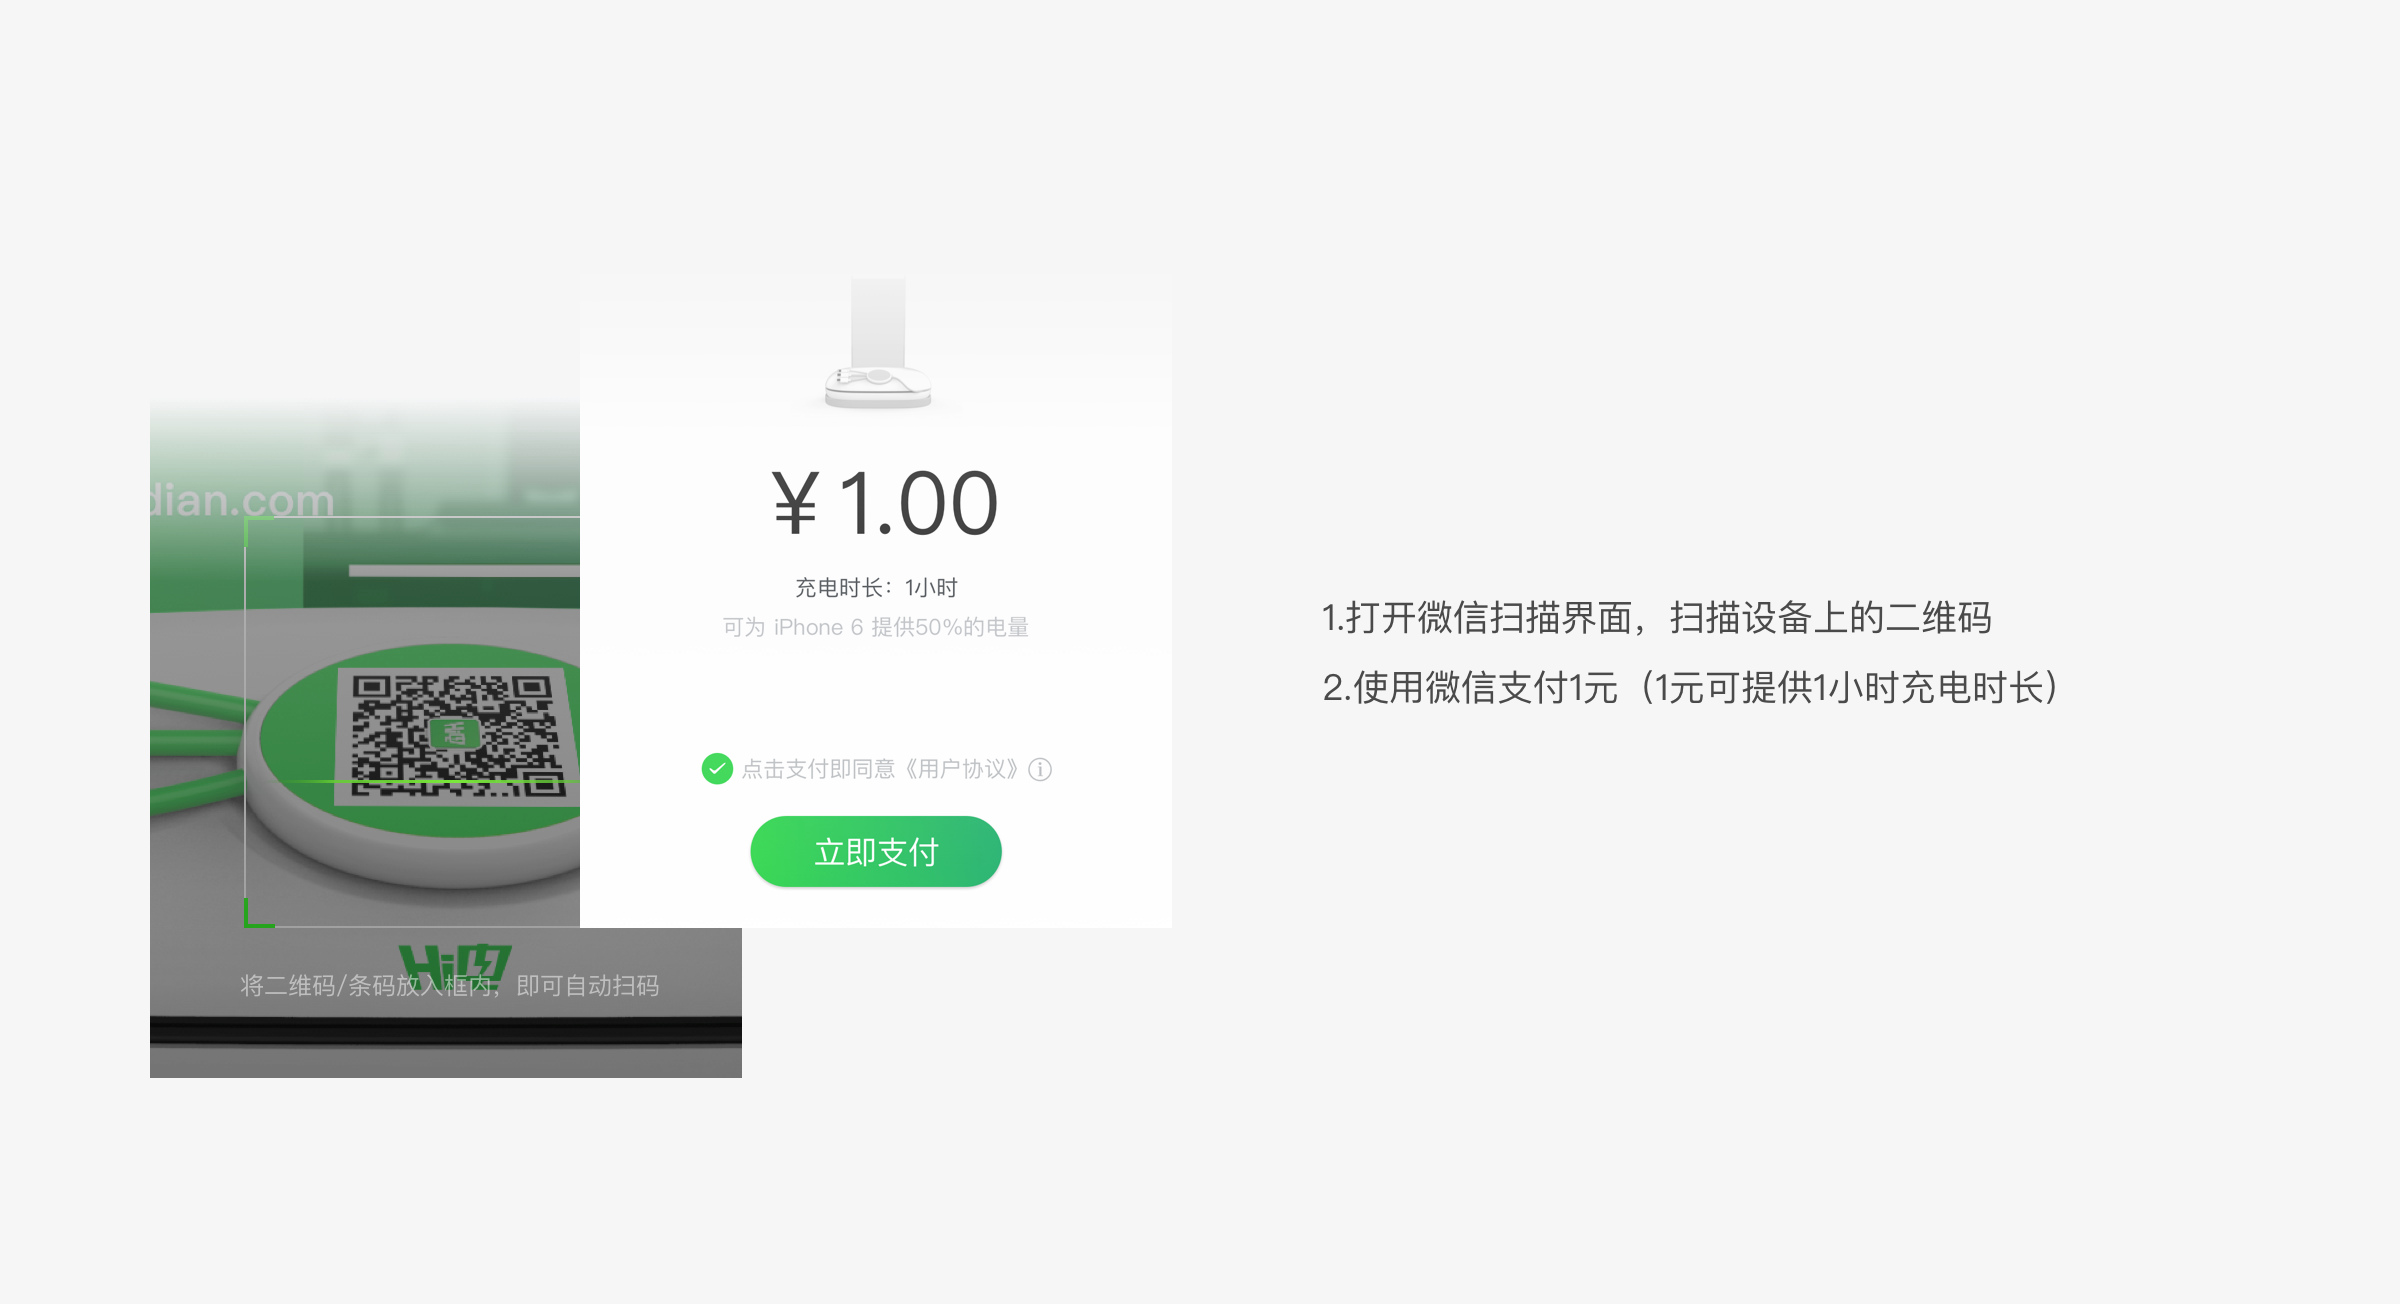 dian.com
Hi电
将二维码/条码放入框内，即可自动扫码
¥1.00
充电时长：1小时
可为 iPhone 6 提供50%的电量
点击支付即同意《用户协议》
立即支付
1.打开微信扫描界面，扫描设备上的二维码
2.使用微信支付1元（1元可提供1小时充电时长）